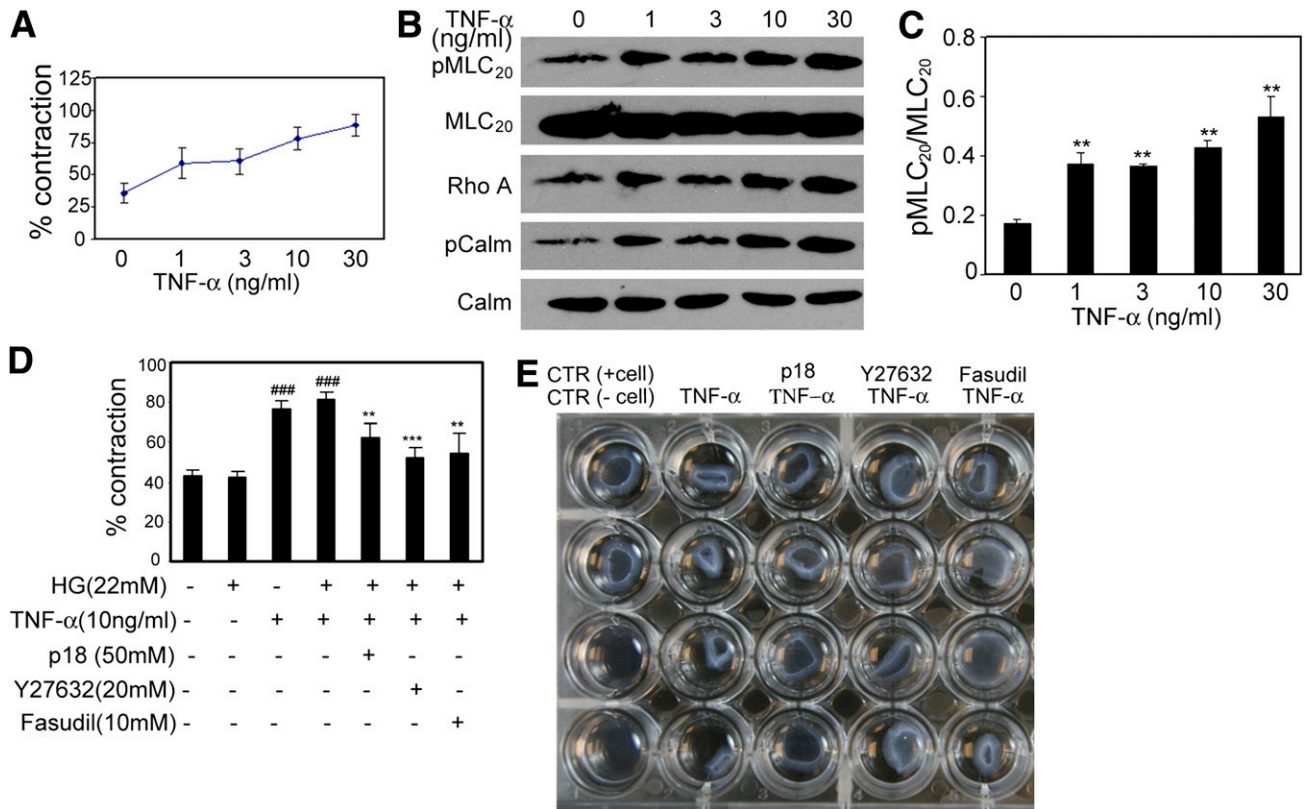 A
% contraction
125
100
75
50
25
0
0 1 3 10 30
TNF-α (ng/ml)
B
TNF-α (ng/ml) 0 1 3 10 30
pMLC20
MLC20
Rho A
pCalm
Calm
C
pMLC20/MLC20
0.8
0.6
0.4
0.2
0
** ** ** **
0 1 3 10 30
TNF-α (ng/ml)
D
% contraction
100
80
60
40
20
0
### ### ** *** **
HG(22mM) - + - + + + +
TNF-α(10ng/ml) - - + + + + +
p18 (50mM) - - - - + - -
Y27632(20mM) - - - - - + -
Fasudil(10mM) - - - - - - +
E
CTR (+cell) p18 Y27632 Fasudil
CTR (- cell) TNF-α TNF-α TNF-α TNF-α